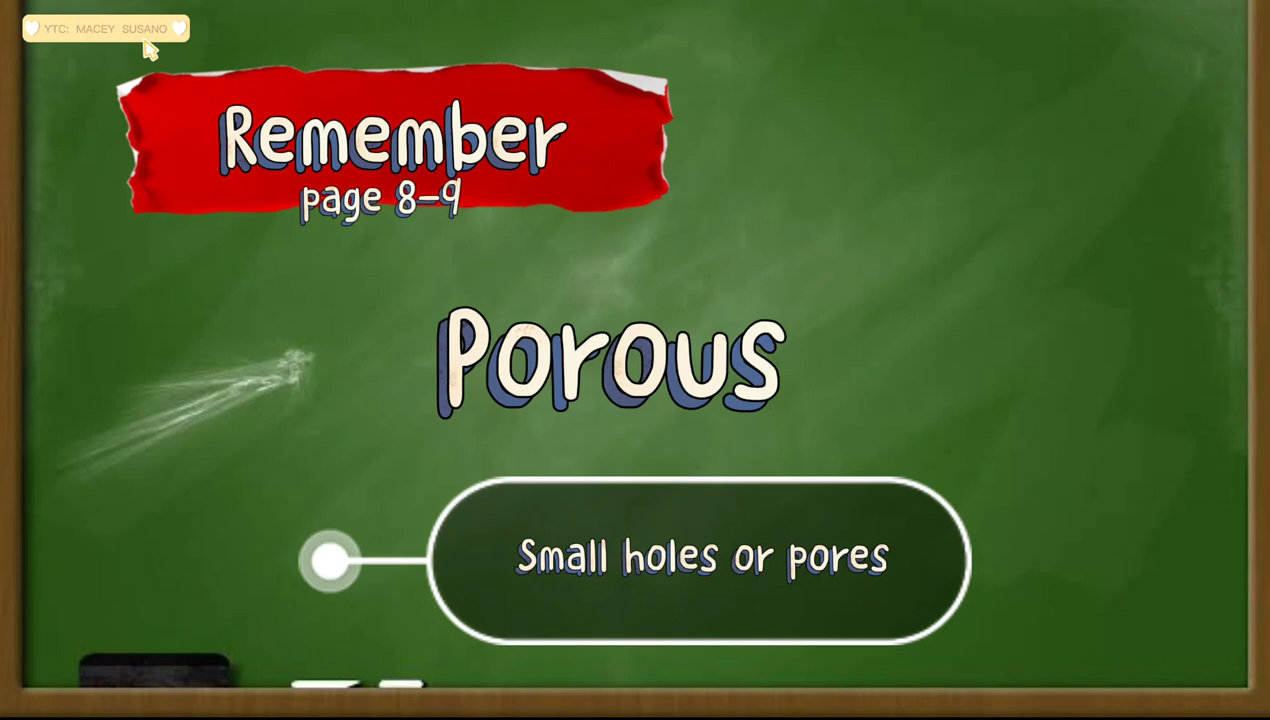 YTC: MACEY SUSANO
Remember
page 8-9
Porous
Small holes or pores